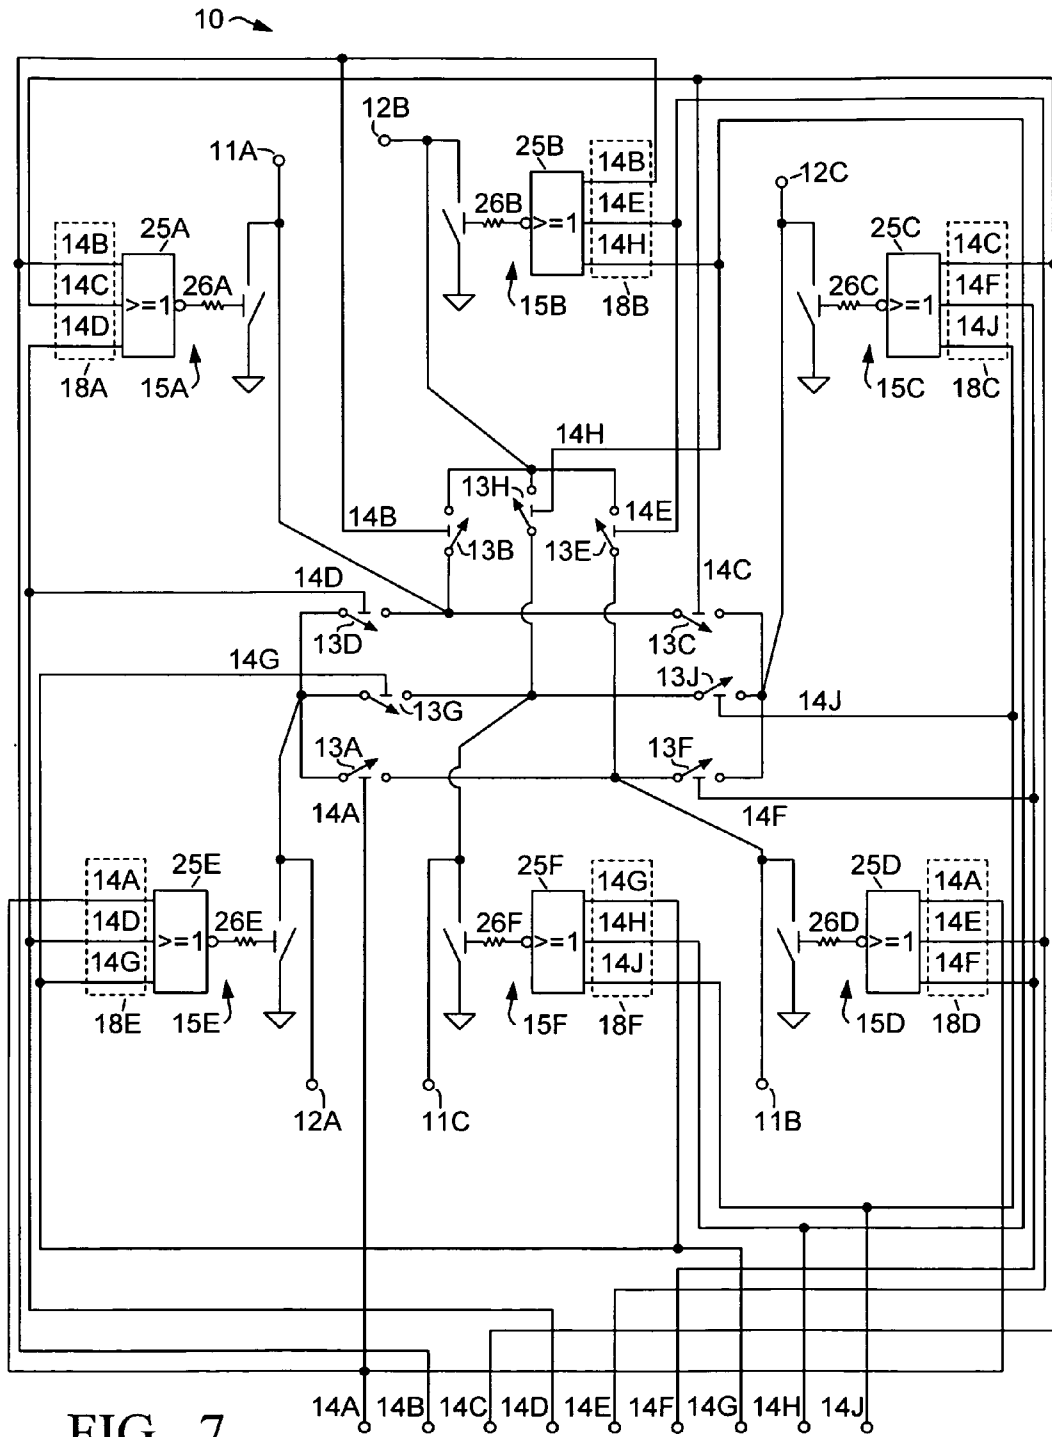 10
12B
11A
25B
14B
12C
25A
14B
26B
14E
>=1
25C
14C
26A
14C
14H
26C
14F
>=1
14D
15B
18B
>=1
14J
18A
15A
15C
18C
14H
13H
14B
14E
13B
13E
14D
14C
13D
13C
14G
13J
13G
14J
13A
13F
14A
14F
25E
25F
25D
14A
14G
14A
14D
26E
26F
14H
26D
14E
>=1
>=1
>=1
14G
14J
14F
18E
15E
15F
18F
15D
18D
12A
11C
11B
14A
14B
14C
14D
14E
14F
14G
14H
14J
FIG. 7